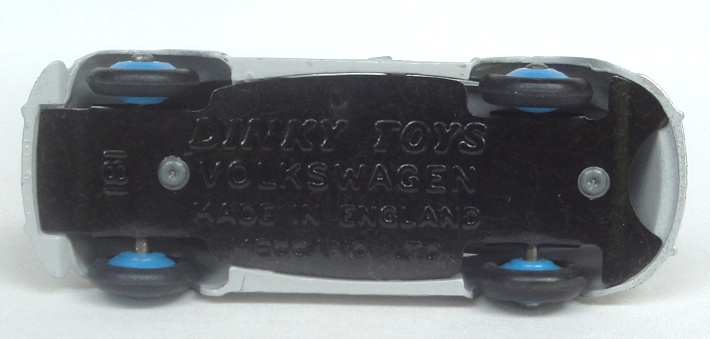 DINKY TOYS
VOLKSWAGEN
MADE IN ENGLAND
MECCANO LTD.
181